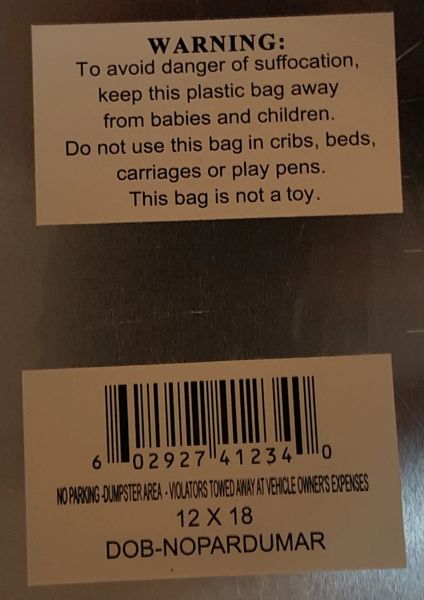 WARNING:
To avoid danger of suffocation,
keep this plastic bag away
from babies and children.
Do not use this bag in cribs, beds,
carriages or play pens.
This bag is not a toy.
6 02927 41234 0
NO PARKING -DUMPSTER AREA - VIOLATORS TOWED AWAY AT VEHICLE OWNER'S EXPENSES
12 X 18
DOB-NOPARDUMAR